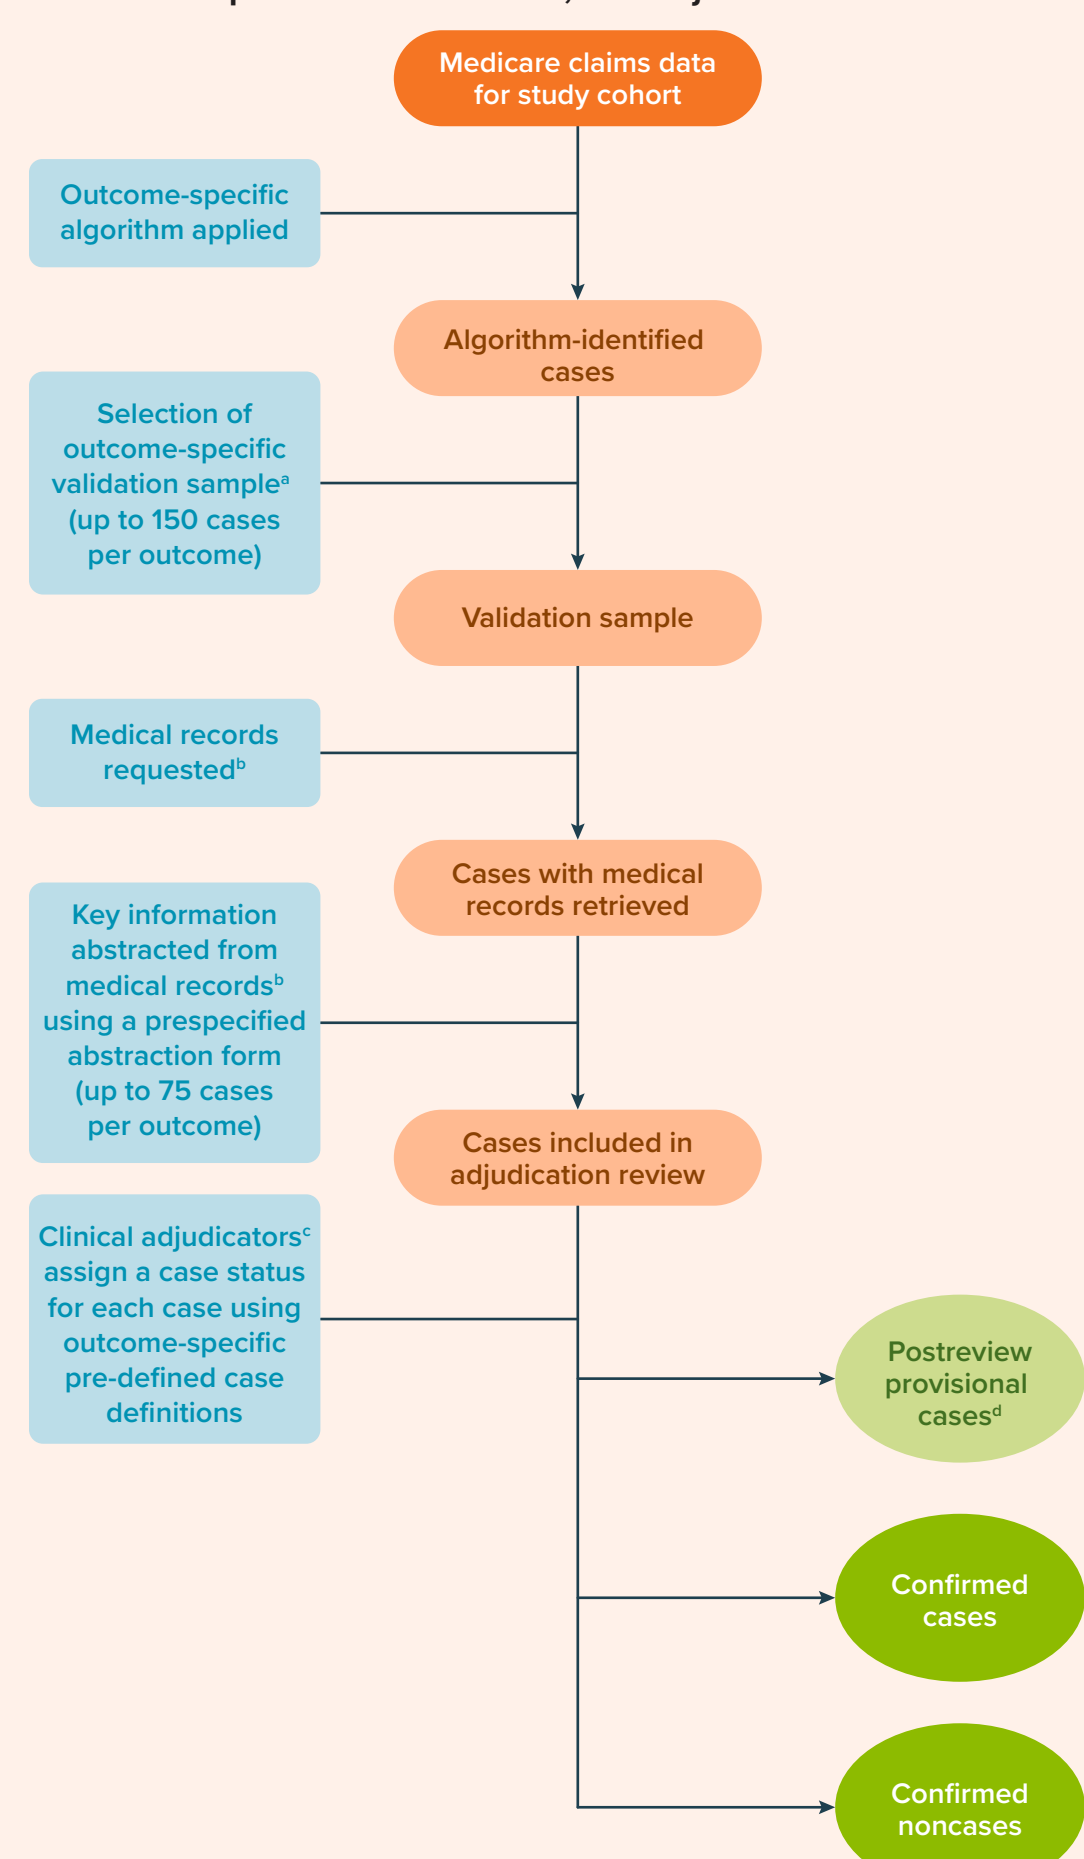 Medicare claims data
for study cohort
Outcome-specific
algorithm applied
Algorithm-identified
cases
Selection of
outcome-specific
validation sampleᵃ
(up to 150 cases
per outcome)
Validation sample
Medical records
requestedᵇ
Cases with medical
records retrieved
Key information
abstracted from
medical recordsᵇ
using a prespecified
abstraction form
(up to 75 cases
per outcome)
Cases included in
adjudication review
Clinical adjudicatorsᶜ
assign a case status
for each case using
outcome-specific
pre-defined case
definitions
Postreview
provisional
casesᵈ
Confirmed
cases
Confirmed
noncases